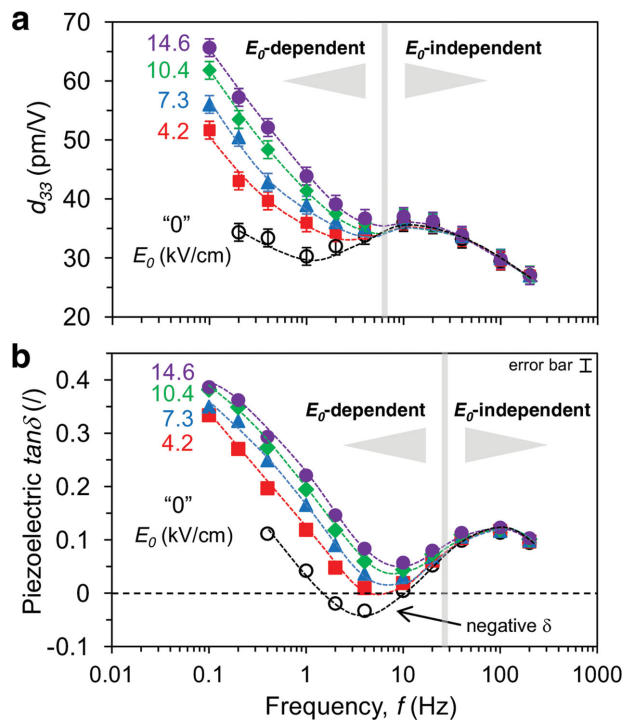 a
70
60
50
40
30
20
d33 (pm/V)
14.6
10.4
7.3
4.2
"0"
E0 (kV/cm)
E0-dependent
E0-independent
b
0.4
0.3
0.2
0.1
0
-0.1
Piezoelectric tanδ (/)
14.6
10.4
7.3
4.2
"0"
E0 (kV/cm)
error bar
E0-dependent
E0-independent
negative δ
0.01 0.1 1 10 100 1000
Frequency, f (Hz)